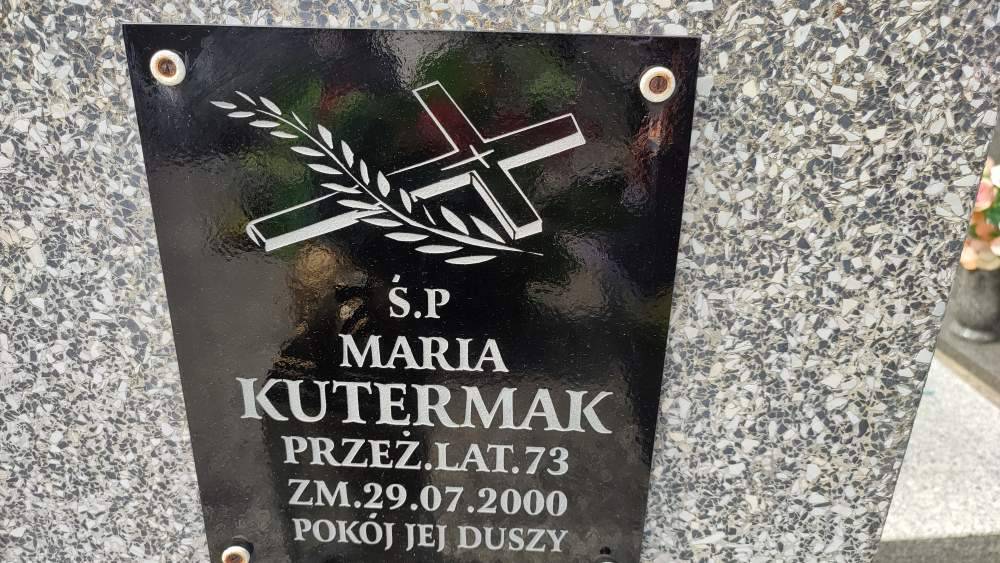 Ś.P
MARIA
KUTERMAK
PRZEŻ.LAT.73
ZM.29.07.2000
POKÓJ JEJ DUSZY